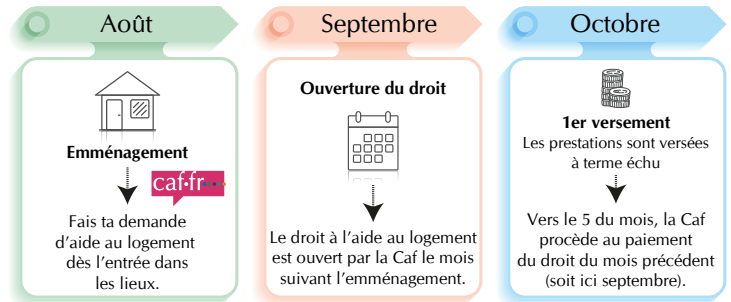 Août
Emménagement
caf.fr
Fais ta demande
d'aide au logement
dès l'entrée dans
les lieux.
Septembre
Ouverture du droit
Le droit à l'aide au logement
est ouvert par la Caf le mois
suivant l'emménagement.
Octobre
1er versement
Les prestations sont versées
à terme échu
Vers le 5 du mois, la Caf
procède au paiement
du droit du mois précédent
(soit ici septembre).